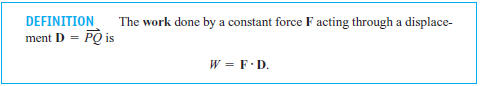 DEFINITION The work done by a constant force F acting through a displace-
ment D = PQ⃗ is
W = F · D.